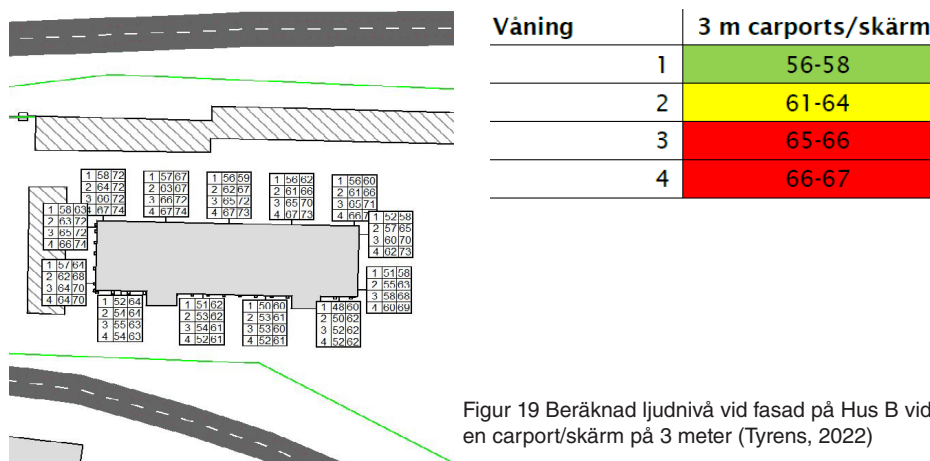 Våning 3 m carports/skärm
1 56-58
2 61-64
3 65-66
4 66-67
1 58 72
2 64 72
3 66 72
4 67 74
1 57 67
2 63 67
3 66 72
4 67 74
1 56 59
2 62 67
3 65 72
4 67 73
1 56 62
2 61 66
3 65 70
4 67 73
1 56 60
2 61 66
3 65 71
4 66
1 58 63
2 63 72
3 65 72
4 66 74
1 52 58
2 57 65
3 60 70
4 62 73
1 57 64
2 62 68
3 64 70
4 64 70
1 51 58
2 55 63
3 58 68
4 60 69
1 52 64
2 54 64
3 55 63
4 54 63
1 51 62
2 53 62
3 54 61
4 52 61
1 50 60
2 53 61
3 53 60
4 52 61
1 48 60
2 50 62
3 52 62
4 52 62
Figur 19 Beräknad ljudnivå vid fasad på Hus B vid
en carport/skärm på 3 meter (Tyrens, 2022)